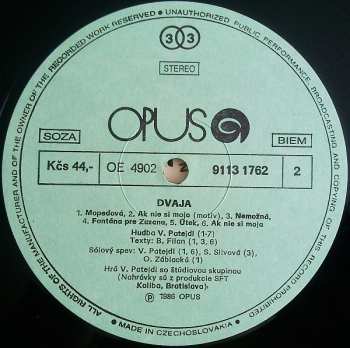 ALL RIGHTS OF THE MANUFACTURER AND OF THE OWNER OF THE RECORDED WORK RESERVED • UNAUTHORIZED PUBLIC PERFORMANCE, BROADCASTING AND COPYING OF THIS RECORD PROHIBITED
33
STEREO
OPUS
SOZA
BIEM
Kčs 44,-
OE 4902
2
9113 1762
2
DVAJA
1. Mopedová, 2. Ak nie si moja (motív), 3. Nemožná,
4. Fontána pre Zuzanu, 5. Útek, 6. Ak nie si moja
Hudba V. Patejdl (1-7)
Texty: B. Filan (1, 3, 6)
Sólový spev: V. Patejdl (1, 6), S. Slivová (3),
O. Záblacká (1)
Hrá V. Patejdl so štúdiovou skupinou
(Nahrávky sú z produkcie SFT
Koliba, Bratislava)
Ⓟ 1986 OPUS
• MADE IN CZECHOSLOVAKIA •